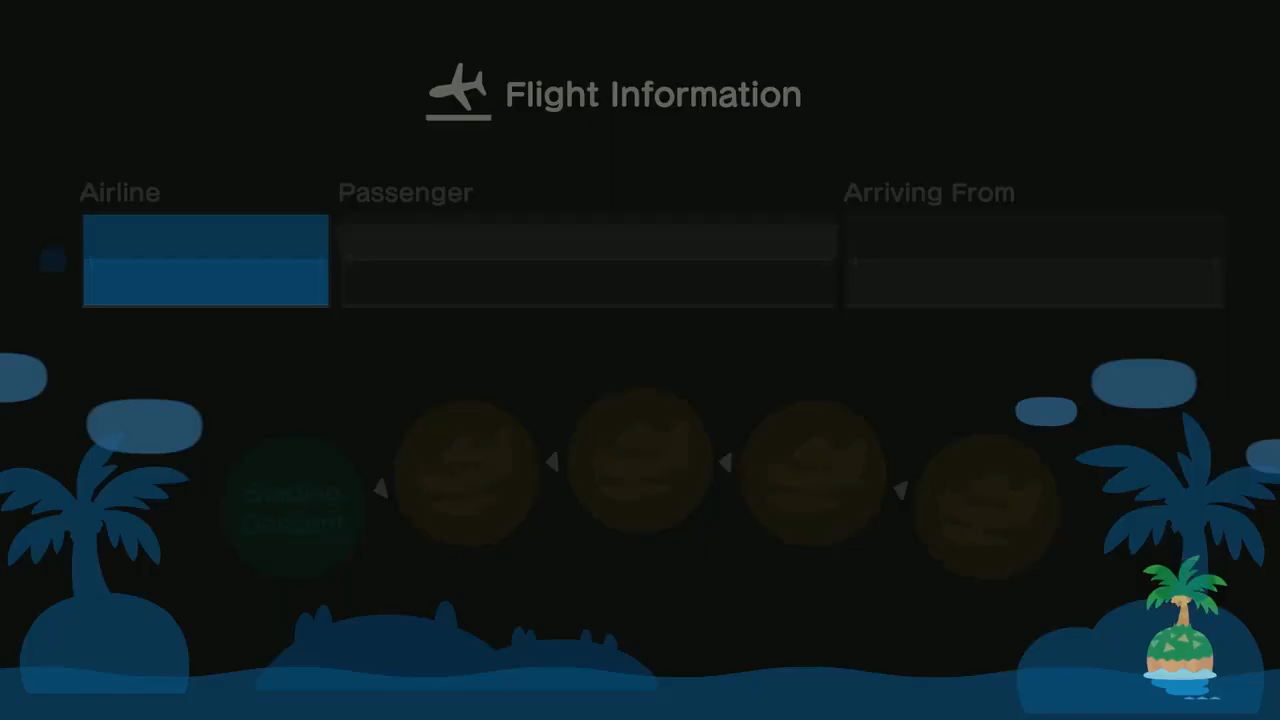 Flight Information
Airline
Passenger
Arriving From